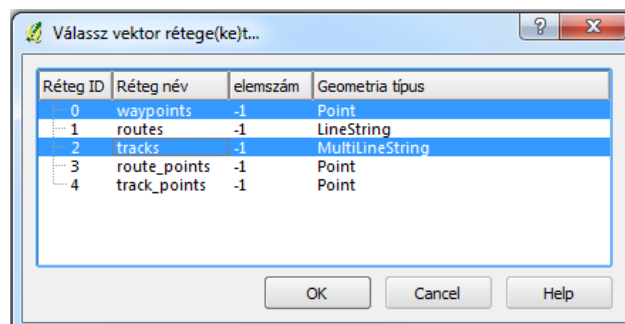 Válassz vektor rétege(ke)t...
Réteg ID Réteg név elemszám Geometria típus
0 waypoints -1 Point
1 routes -1 LineString
2 tracks -1 MultiLineString
3 route_points -1 Point
4 track_points -1 Point
OK Cancel Help